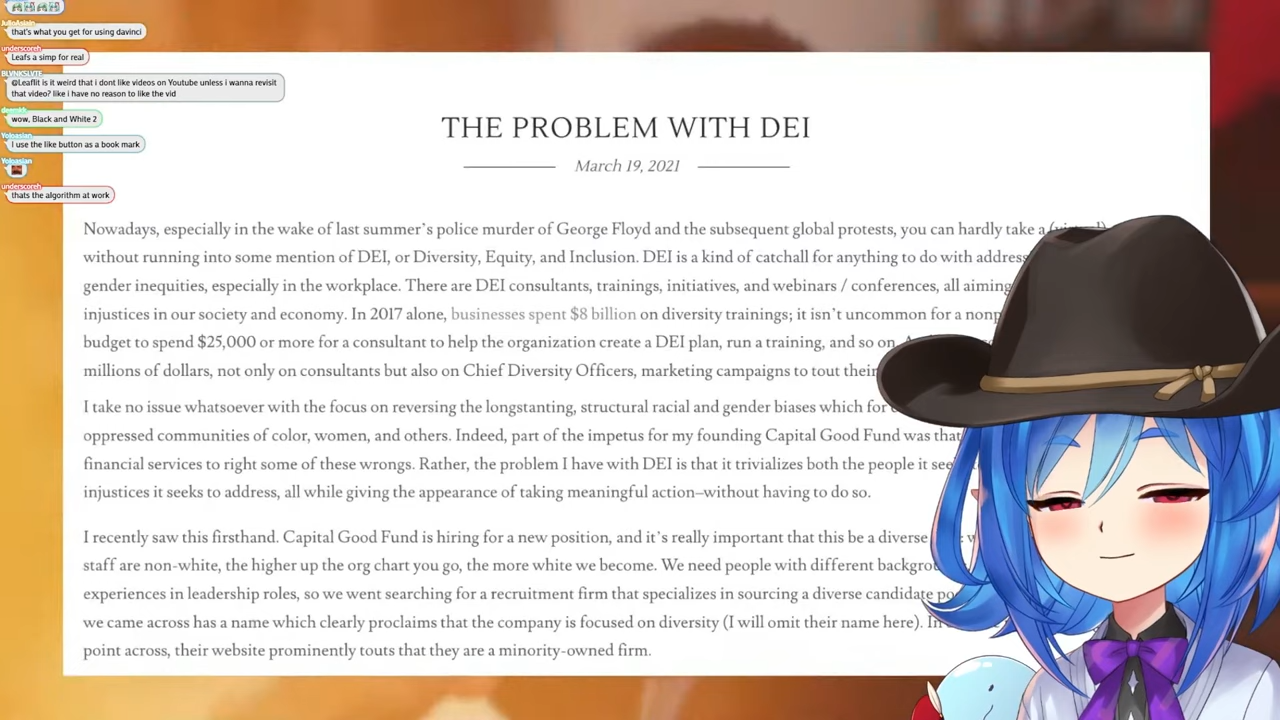 JulioAslain
that's what you get for using davinci
underscoreh
Leafs a simp for real
BLVNKSLVTE
@Leaflit is it weird that i dont like videos on Youtube unless i wanna revisit
that video? like i have no reason to like the vid
wow, Black and White 2
Yoloasian
I use the like button as a book mark
Yoloasian
underscoreh
thats the algorithm at work
THE PROBLEM WITH DEI
March 19, 2021
Nowadays, especially in the wake of last summer's police murder of George Floyd and the subsequent global protests, you can hardly take a
without running into some mention of DEI, or Diversity, Equity, and Inclusion. DEI is a kind of catchall for anything to do with
gender inequities, especially in the workplace. There are DEI consultants, trainings, initiatives, and webinars / conferences, all aiming
injustices in our society and economy. In 2017 alone, businesses spent $8 billion on diversity trainings; it isn't uncommon for a
budget to spend $25,000 or more for a consultant to help the organization create a DEI plan, run a training, and so on.
millions of dollars, not only on consultants but also on Chief Diversity Officers, marketing campaigns to tout their
I take no issue whatsoever with the focus on reversing the longstanding, structural racial and gender biases which for
oppressed communities of color, women, and others. Indeed, part of the impetus for my founding Capital Good Fund was that
financial services to right some of these wrongs. Rather, the problem I have with DEI is that it trivializes both the people it
injustices it seeks to address, all while giving the appearance of taking meaningful action–without having to do so.
I recently saw this firsthand. Capital Good Fund is hiring for a new position, and it's really important that this be a diverse
staff are non-white, the higher up the org chart you go, the more white we become. We need people with different
experiences in leadership roles, so we went searching for a recruitment firm that specializes in sourcing a diverse candidate
we came across has a name which clearly proclaims that the company is focused on diversity (I will omit their name here).
point across, their website prominently touts that they are a minority-owned firm.